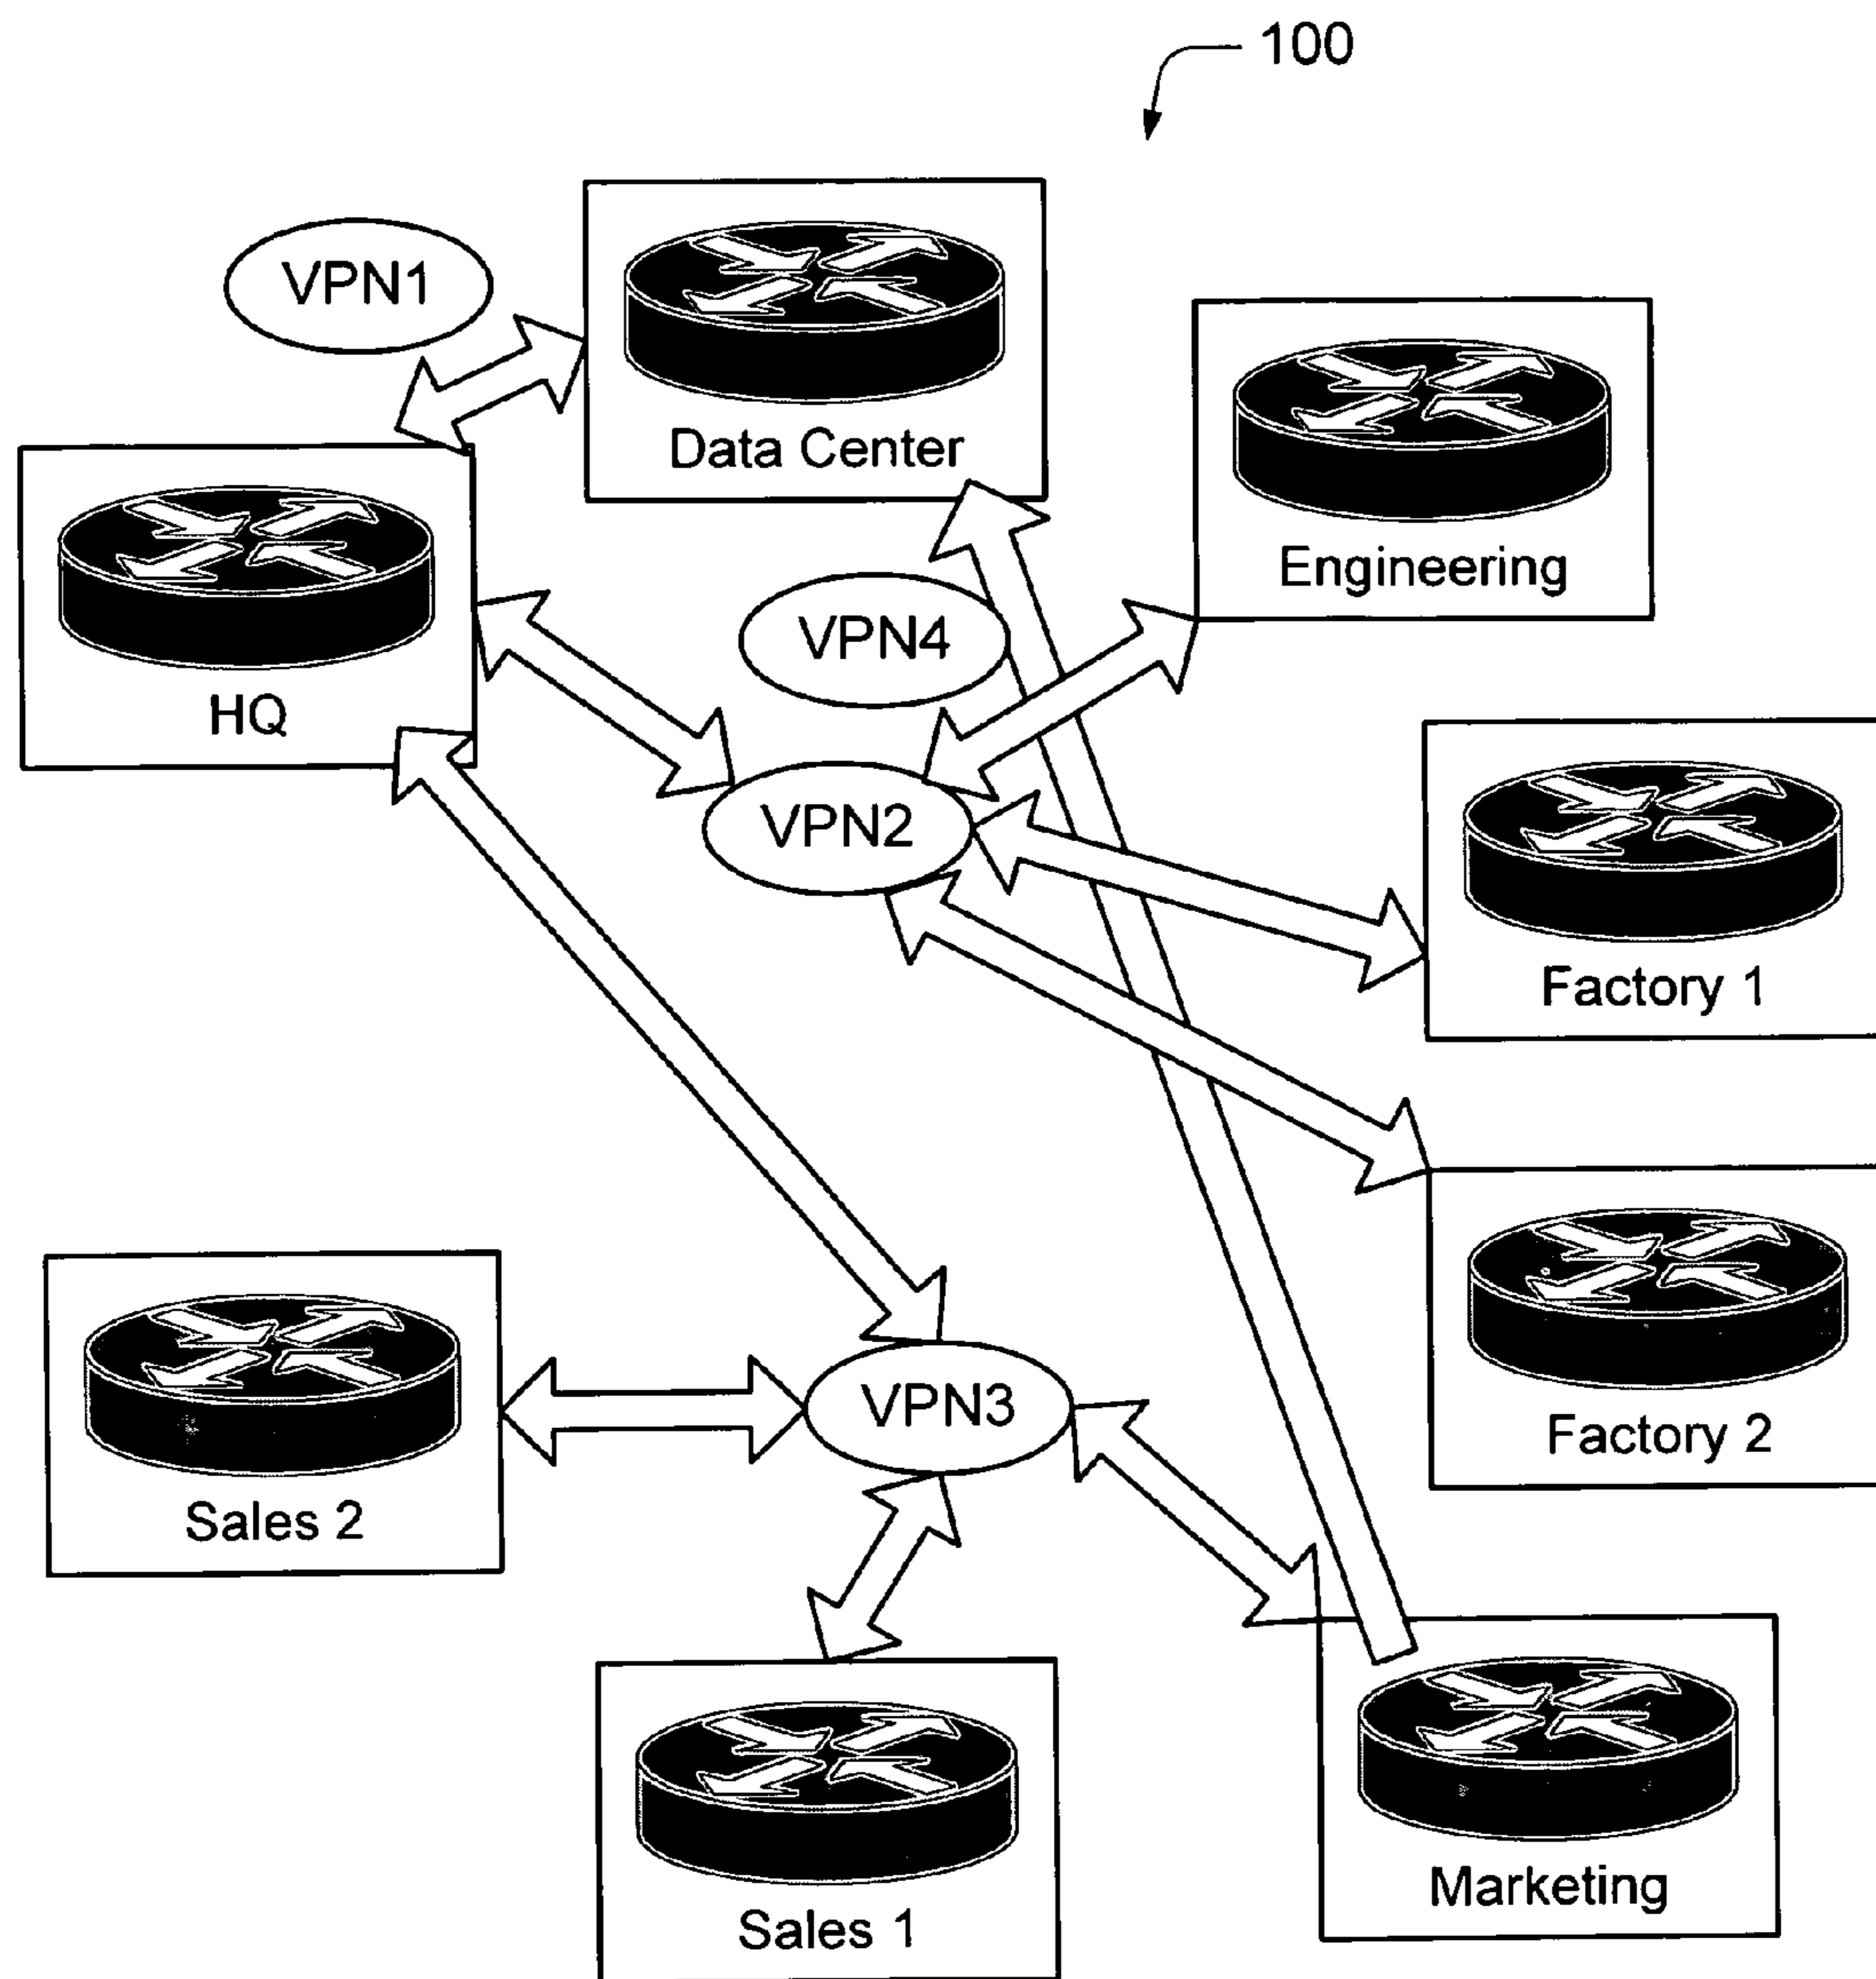 100
VPN1
Data Center
Engineering
HQ
VPN4
VPN2
Factory 1
Factory 2
VPN3
Sales 2
Sales 1
Marketing